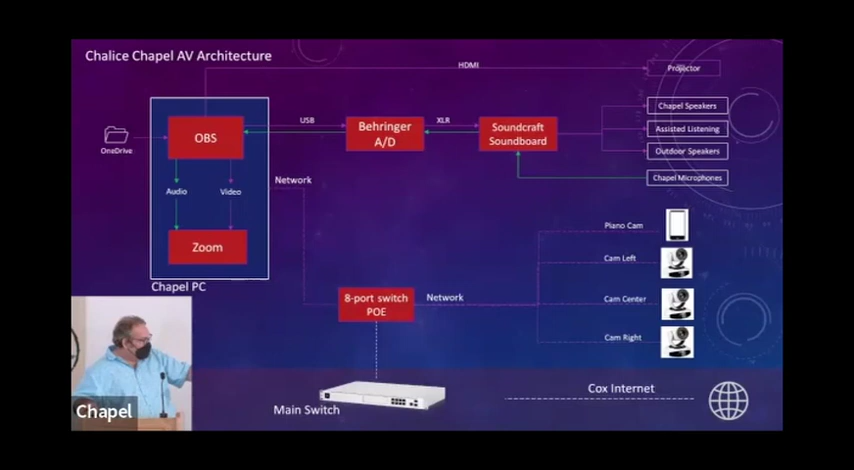 Chalice Chapel AV Architecture
HDMI
Projector
OneDrive
OBS
USB
Behringer
A/D
XLR
Soundcraft
Soundboard
Chapel Speakers
Assisted Listening
Outdoor Speakers
Chapel Microphones
Audio
Video
Network
Zoom
Chapel PC
Piano Cam
Cam Left
Cam Center
Cam Right
8-port switch
POE
Network
Main Switch
Cox Internet
Chapel